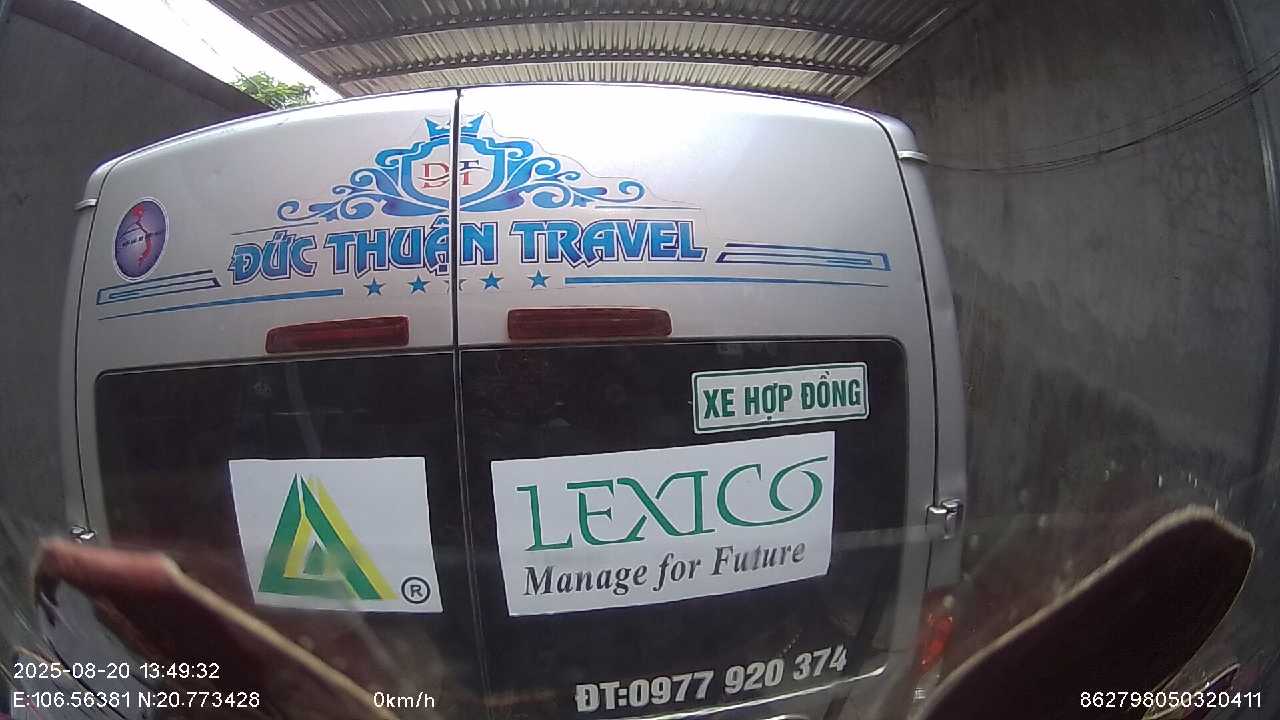 DTF
ĐỨC THUẬN TRAVEL
XE HỢP ĐỒNG
LEXICO
Manage for Future
®
ĐT:0977 920 374
2025-08-20 13:49:32
E:106.56381 N:20.773428
0km/h
862798050320411